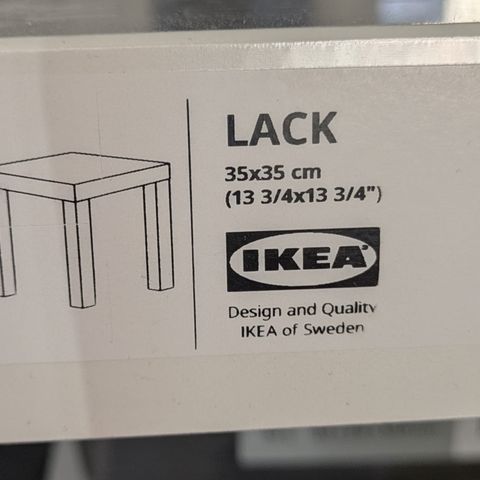 LACK
35x35 cm
(13 3/4x13 3/4")
IKEA
Design and Quality
IKEA of Sweden